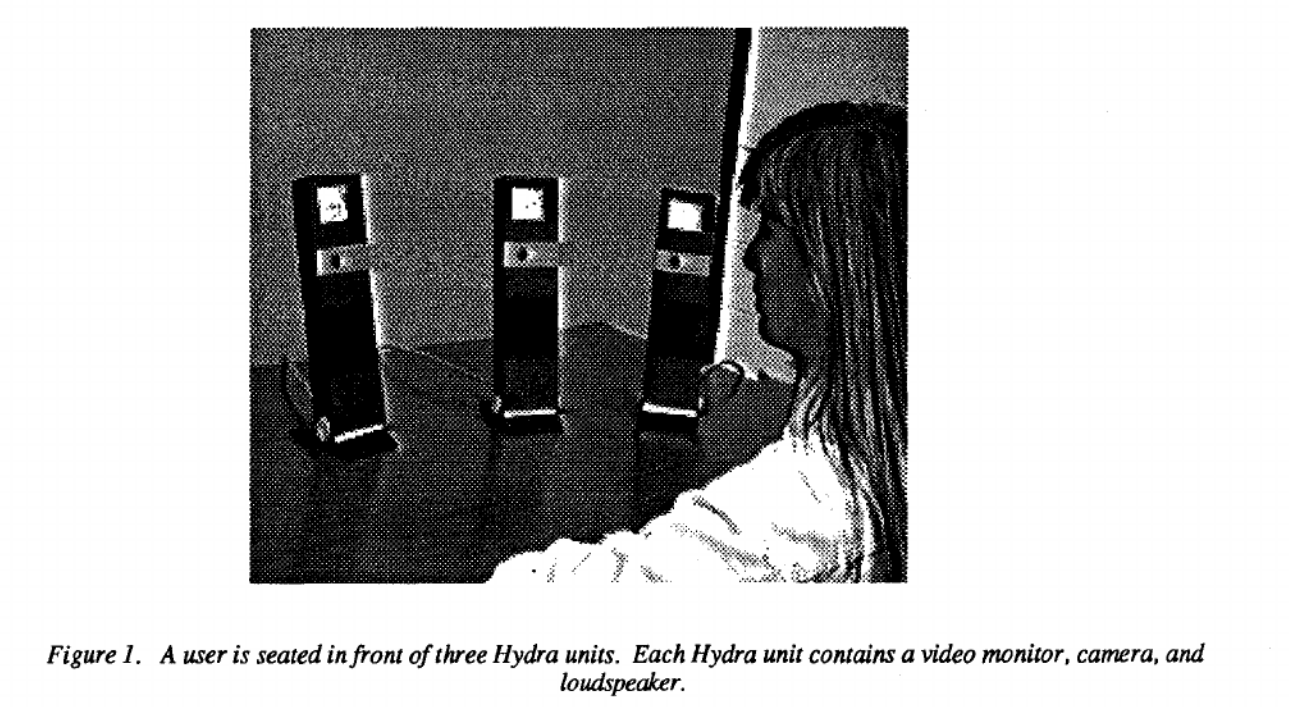 Figure 1. A user is seated in front of three Hydra units. Each Hydra unit contains a video monitor, camera, and
loudspeaker.